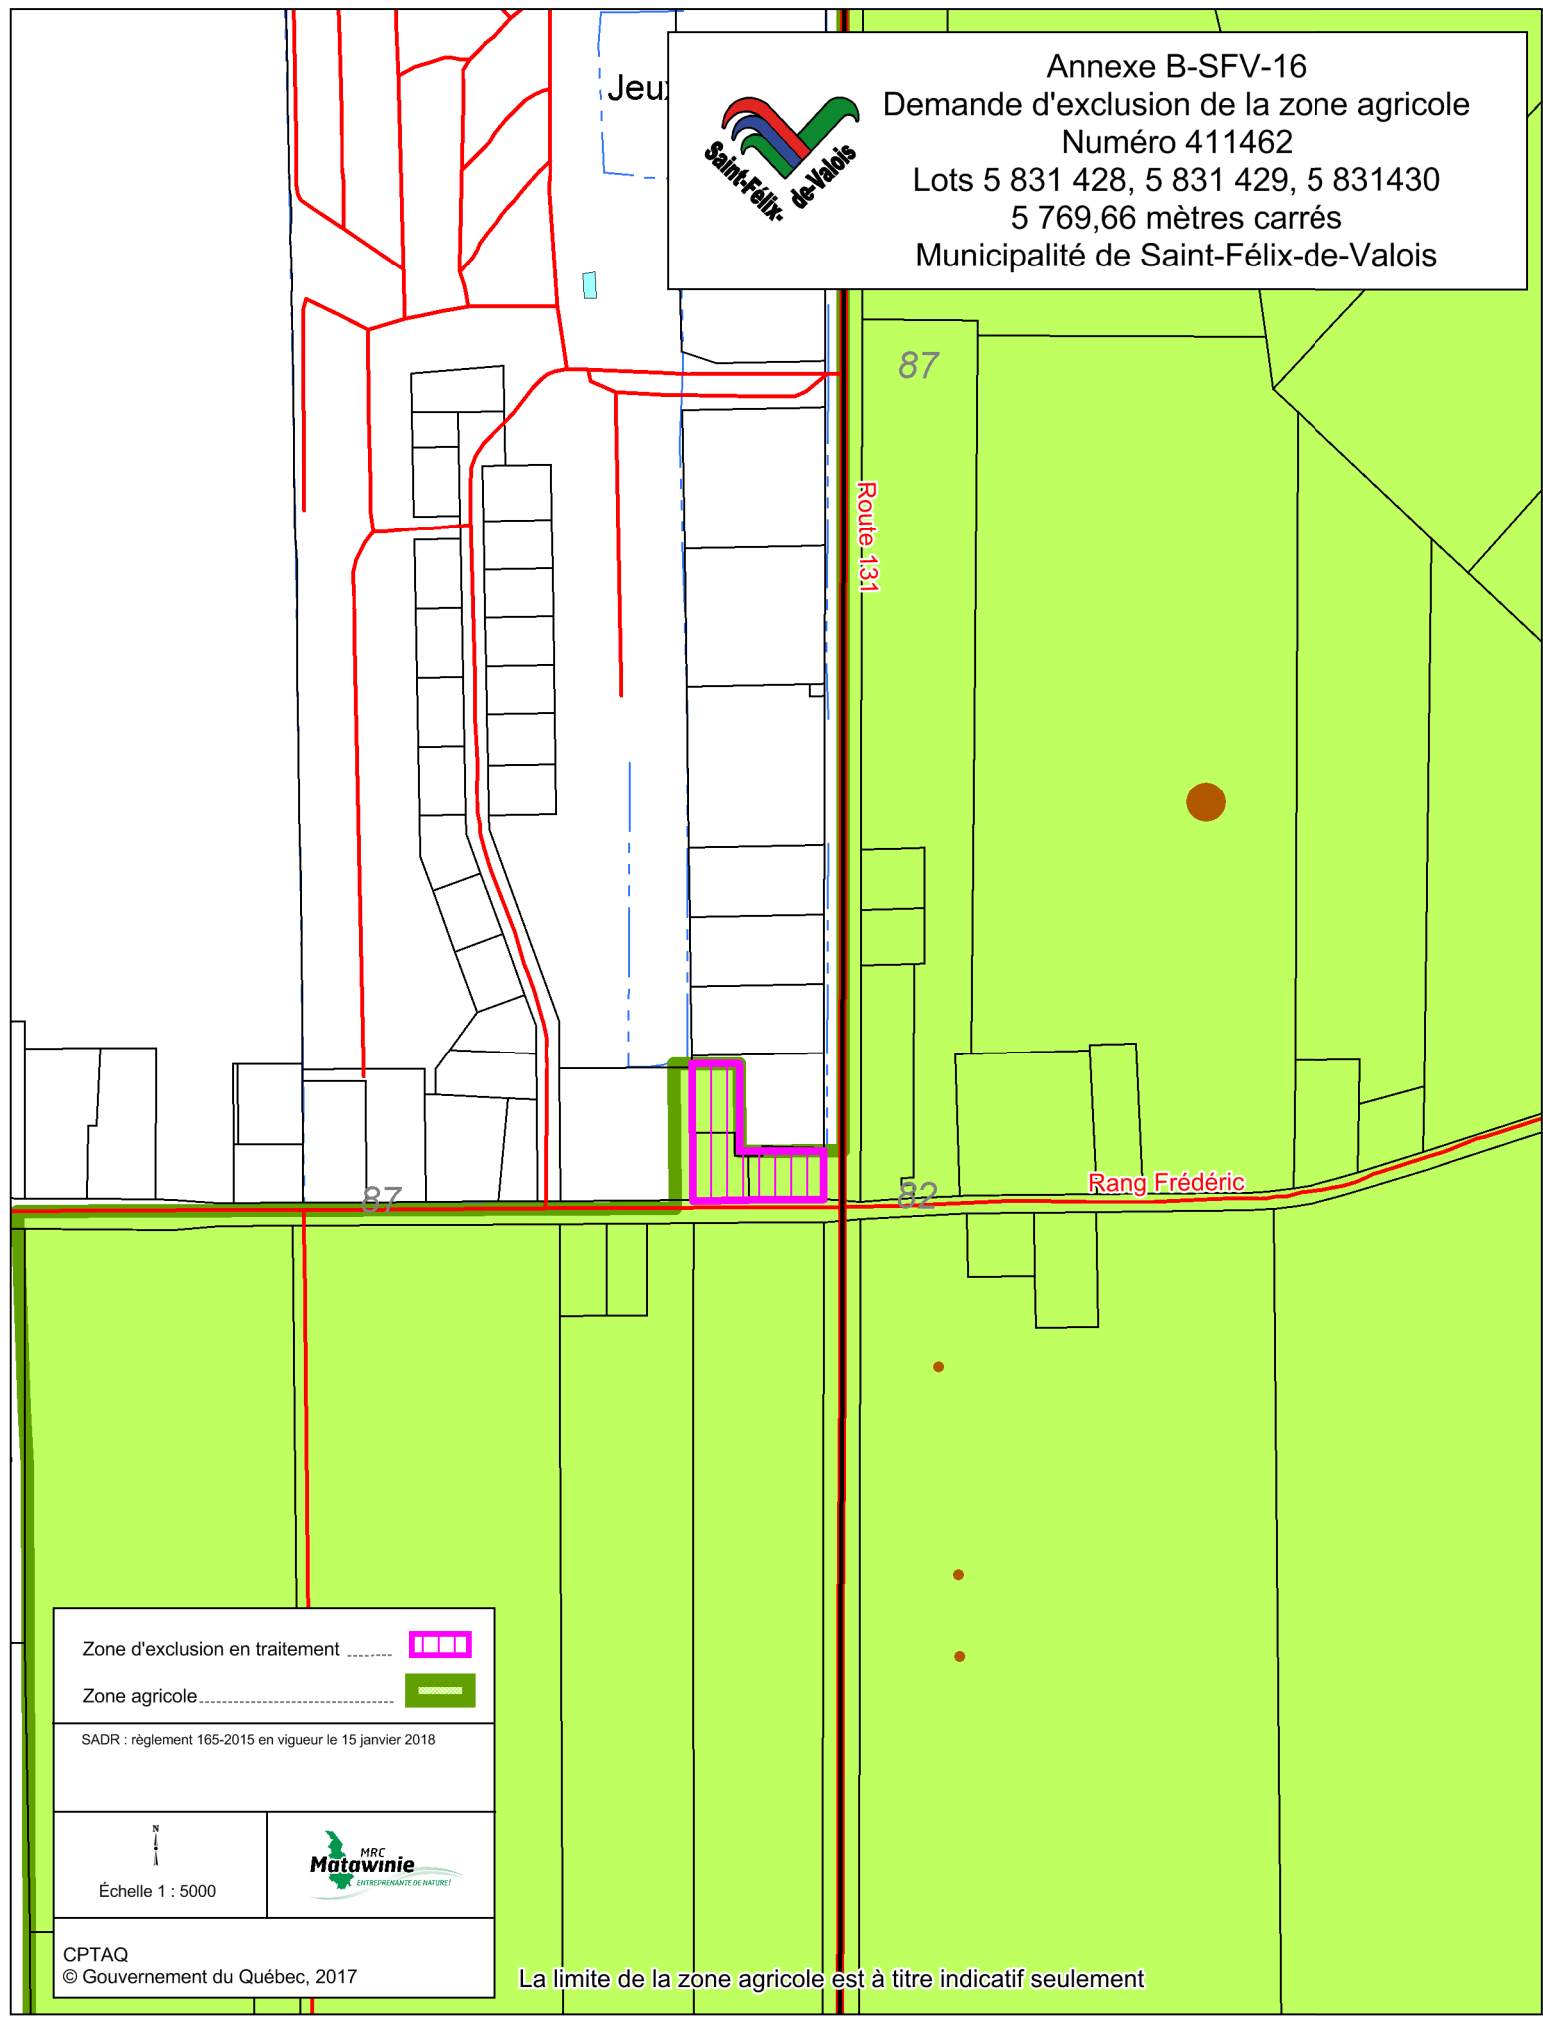 Annexe B-SFV-16
Demande d'exclusion de la zone agricole
Numéro 411462
Lots 5 831 428, 5 831 429, 5 831430
5 769,66 mètres carrés
Municipalité de Saint-Félix-de-Valois
Saint-Félix-
de-Valois
Jeux
87
Route 131
Rang Frédéric
87
82
Zone d'exclusion en traitement
Zone agricole
SADR : règlement 165-2015 en vigueur le 15 janvier 2018
N
Échelle 1 : 5000
MRC
Matawinie
ENTREPRENANTE DE NATURE!
CPTAQ
© Gouvernement du Québec, 2017
La limite de la zone agricole est à titre indicatif seulement